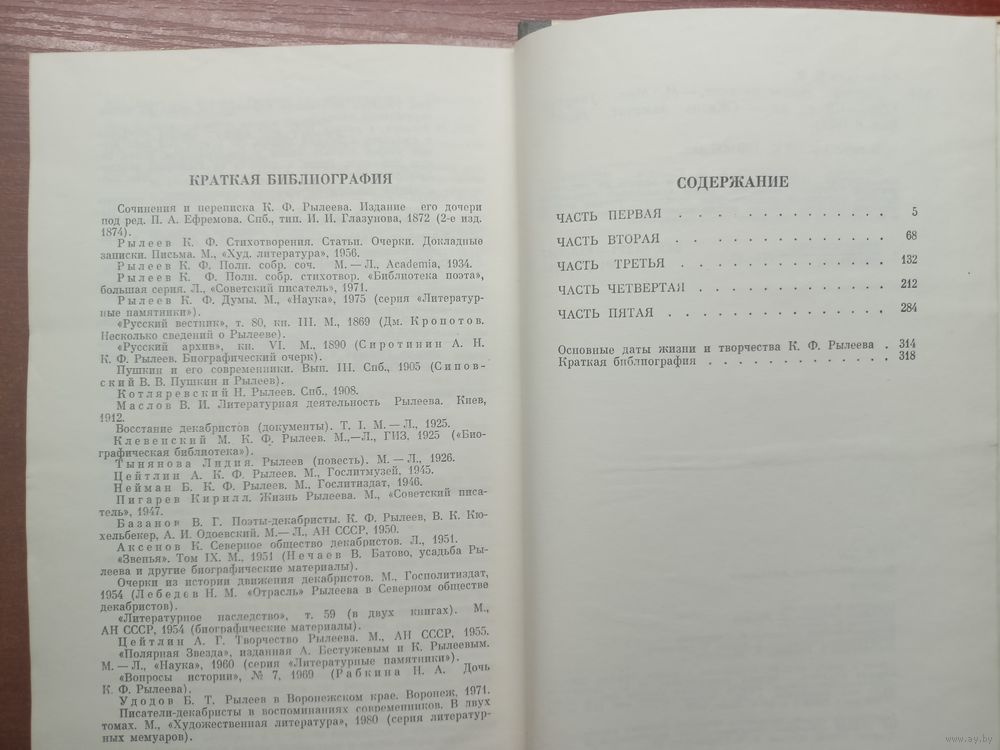 КРАТКАЯ БИБЛИОГРАФИЯ
Сочинения и переписка К. Ф. Рылеева. Издание его дочери
под ред. П. А. Ефремова. Спб., тип. И. И. Глазунова, 1872 (2-е изд.
1874).
Рылеев К. Ф. Стихотворения. Статьи. Очерки. Докладные
записки. Письма. М., «Худ. литература», 1956.
Рылеев К. Ф. Полн. собр. соч. М. — Л., Academia, 1934.
Рылеев К. Ф. Полн. собр. стихотвор. «Библиотека поэта»,
большая серия. Л., «Советский писатель», 1971.
Рылеев К. Ф. Думы. М., «Наука», 1975 (серия «Литератур-
ные памятники»).
«Русский вестник», т. 80, кн. III. М., 1869 (Дм. Кропотов.
Несколько сведений о Рылееве).
«Русский архив», кн. VI. М., 1890 (Сиротинин А. Н.
К. Ф. Рылеев. Биографический очерк).
Пушкин и его современники. Вып. III. Спб., 1905 (Сипов-
ский В. В. Пушкин и Рылеев).
Котляревский Н. Рылеев. Спб., 1908.
Маслов В. И. Литературная деятельность Рылеева. Киев,
1912.
Восстание декабристов (документы). Т. I. М. — Л., 1925.
Клевенский М. К. Ф. Рылеев. М.,—Л., ГИЗ, 1925 («Био-
графическая библиотека»).
Тынянова Лидия. Рылеев (повесть). М. — Л., 1926.
Цейтлин А. К. Ф. Рылеев. М., Гослитмузей, 1945.
Нейман Б. К. Ф. Рылеев. М., Гослитиздат, 1946.
Пигарев Кирилл. Жизнь Рылеева. М., «Советский писа-
тель», 1947.
Базанов В. Г. Поэты-декабристы. К. Ф. Рылеев, В. К. Кю-
хельбекер, А. И. Одоевский. М.— Л., АН СССР, 1950.
Аксенов К. Северное общество декабристов. Л., 1951.
«Звенья». Том IX. М., 1951 (Нечаев В. Батово, усадьба Ры-
леева и другие биографические материалы).
Очерки из истории движения декабристов. М., Госполитиздат,
1954 (Лебедев Н. М. «Отрасль» Рылеева в Северном обществе
декабристов).
«Литературное наследство», т. 59 (в двух книгах). М.,
АН СССР, 1954 (биографические материалы).
Цейтлин А. Г. Творчество Рылеева. М., АН СССР, 1955.
«Полярная Звезда», изданная А. Бестужевым и К. Рылеевым.
М. — Л., «Наука», 1960 (серия «Литературные памятники»).
«Вопросы истории», № 7, 1969 (Рабкина Н. А. Дочь
К. Ф. Рылеева).
Удодов Б. Т. Рылеев в Воронежском крае. Воронеж, 1971.
Писатели-декабристы в воспоминаниях современников. В двух
томах. М., «Художественная литература», 1980 (серия литератур-
ных мемуаров).
СОДЕРЖАНИЕ
ЧАСТЬ ПЕРВАЯ . . . . . . . . . . . . 5
ЧАСТЬ ВТОРАЯ . . . . . . . . . . . . 68
ЧАСТЬ ТРЕТЬЯ . . . . . . . . . . . . 132
ЧАСТЬ ЧЕТВЕРТАЯ . . . . . . . . . . . 212
ЧАСТЬ ПЯТАЯ . . . . . . . . . . . . 284
Основные даты жизни и творчества К. Ф. Рылеева . 314
Краткая библиография . . . . . . . . . . 318
www.ay.by